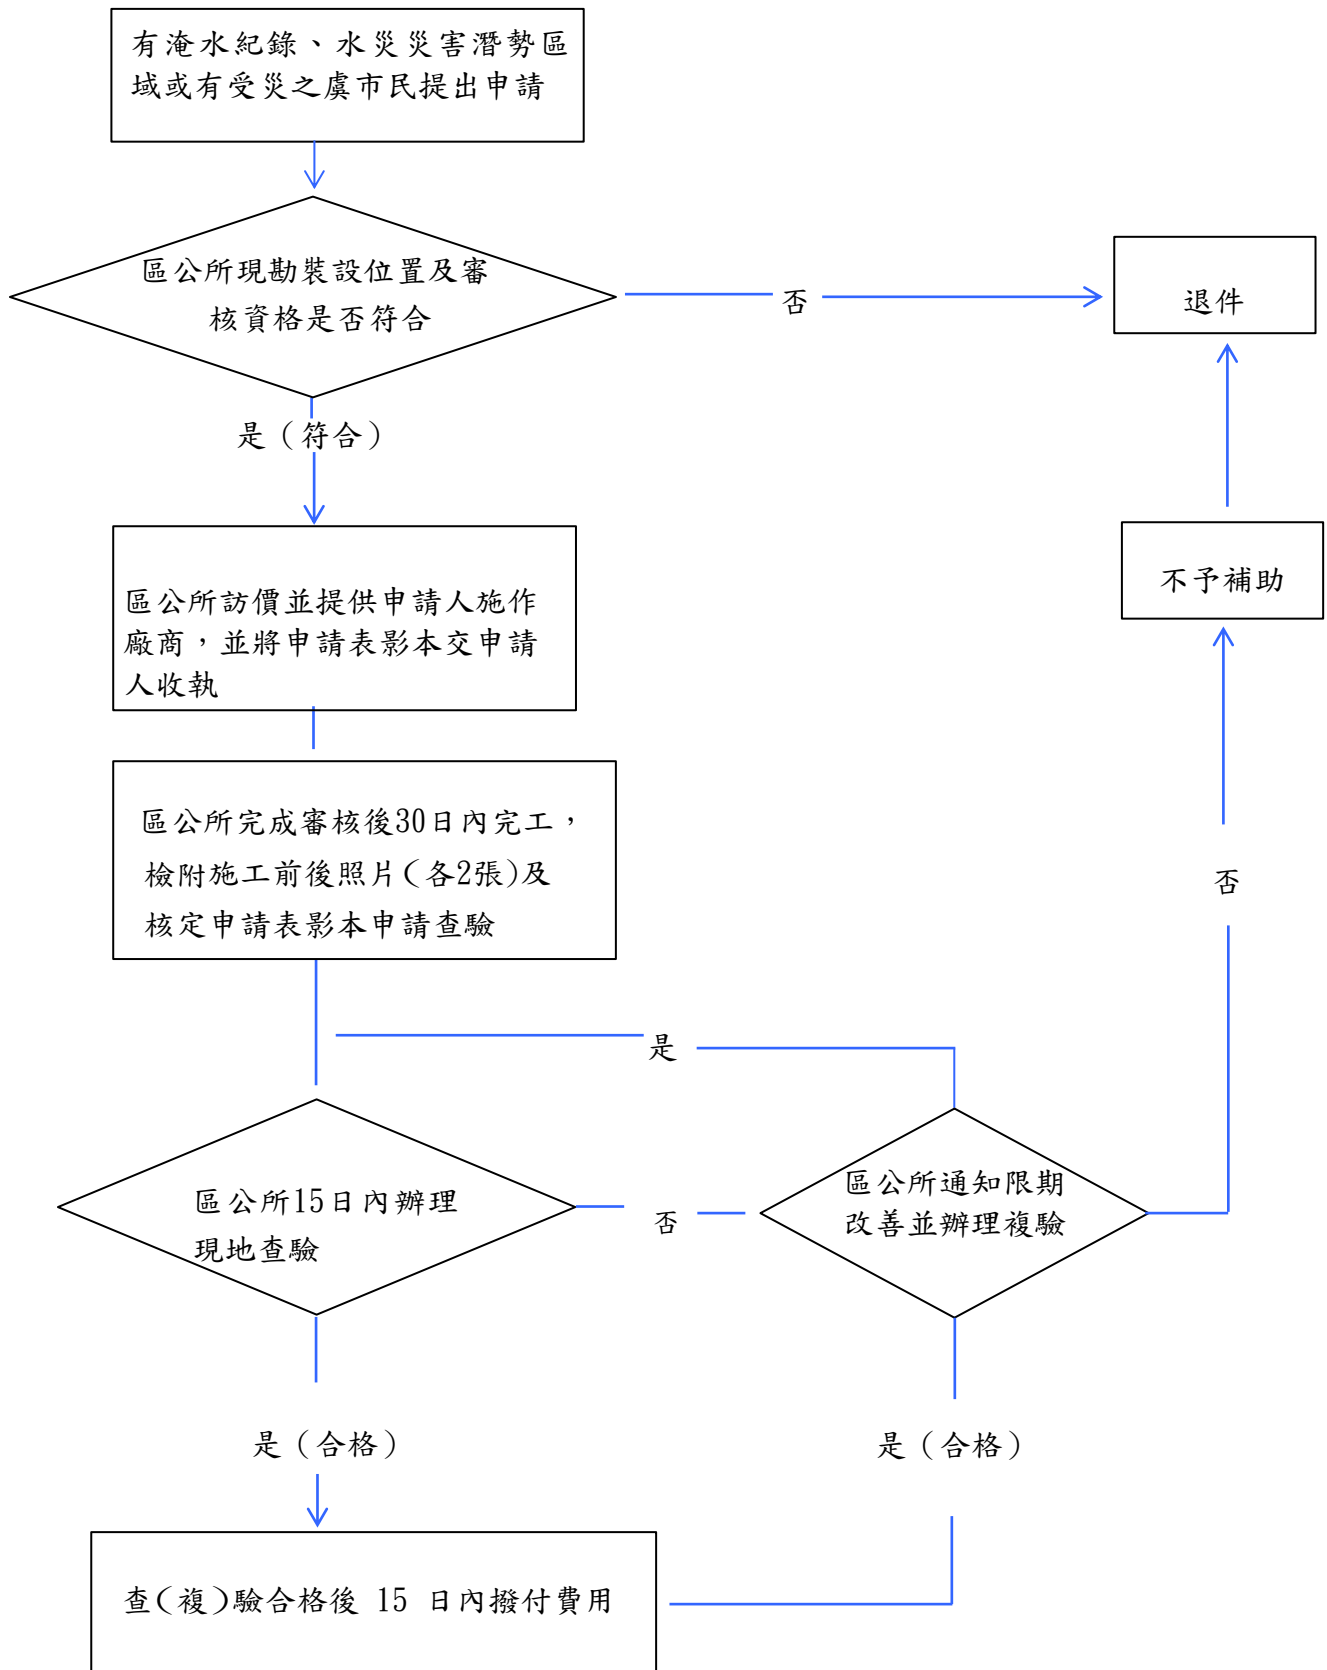 有淹水紀錄、水災災害潛勢區
域或有受災之虞市民提出申請
區公所現勘裝設位置及審
核資格是否符合
否
退件
是（符合）
區公所訪價並提供申請人施作
廠商，並將申請表影本交申請
人收執
不予補助
區公所完成審核後30日內完工，
檢附施工前後照片(各2張)及
核定申請表影本申請查驗
否
是
區公所15日內辦理
現地查驗
否
區公所通知限期
改善並辦理複驗
是（合格）
是（合格）
查(複)驗合格後 15 日內撥付費用